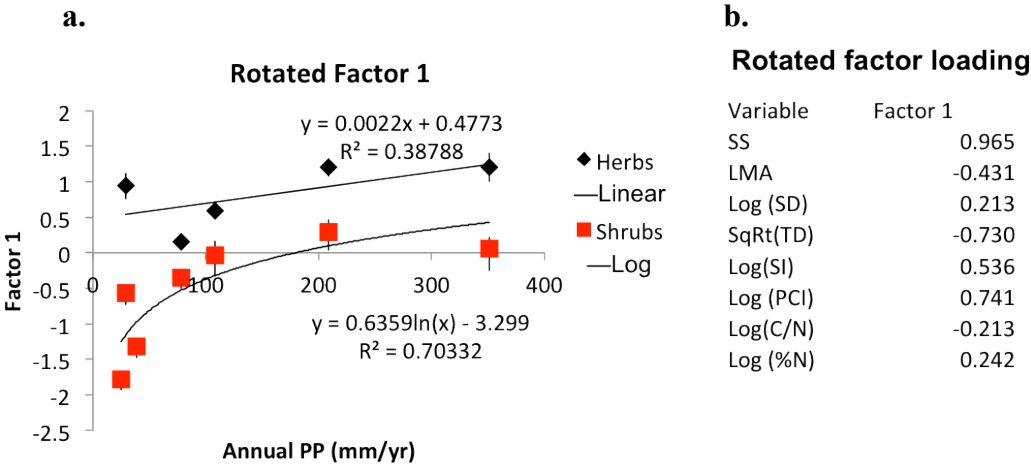 a.
Rotated Factor 1
2
1.5
1
0.5
0
-0.5
-1
-1.5
-2
-2.5
Factor 1
0
100
200
300
400
Annual PP (mm/yr)
y = 0.0022x + 0.4773
R² = 0.38788
y = 0.6359ln(x) - 3.299
R² = 0.70332
Herbs
Linear
Shrubs
Log
b.
Rotated factor loading
Variable Factor 1
SS 0.965
LMA -0.431
Log (SD) 0.213
SqRt(TD) -0.730
Log(SI) 0.536
Log (PCI) 0.741
Log(C/N) -0.213
Log (%N) 0.242